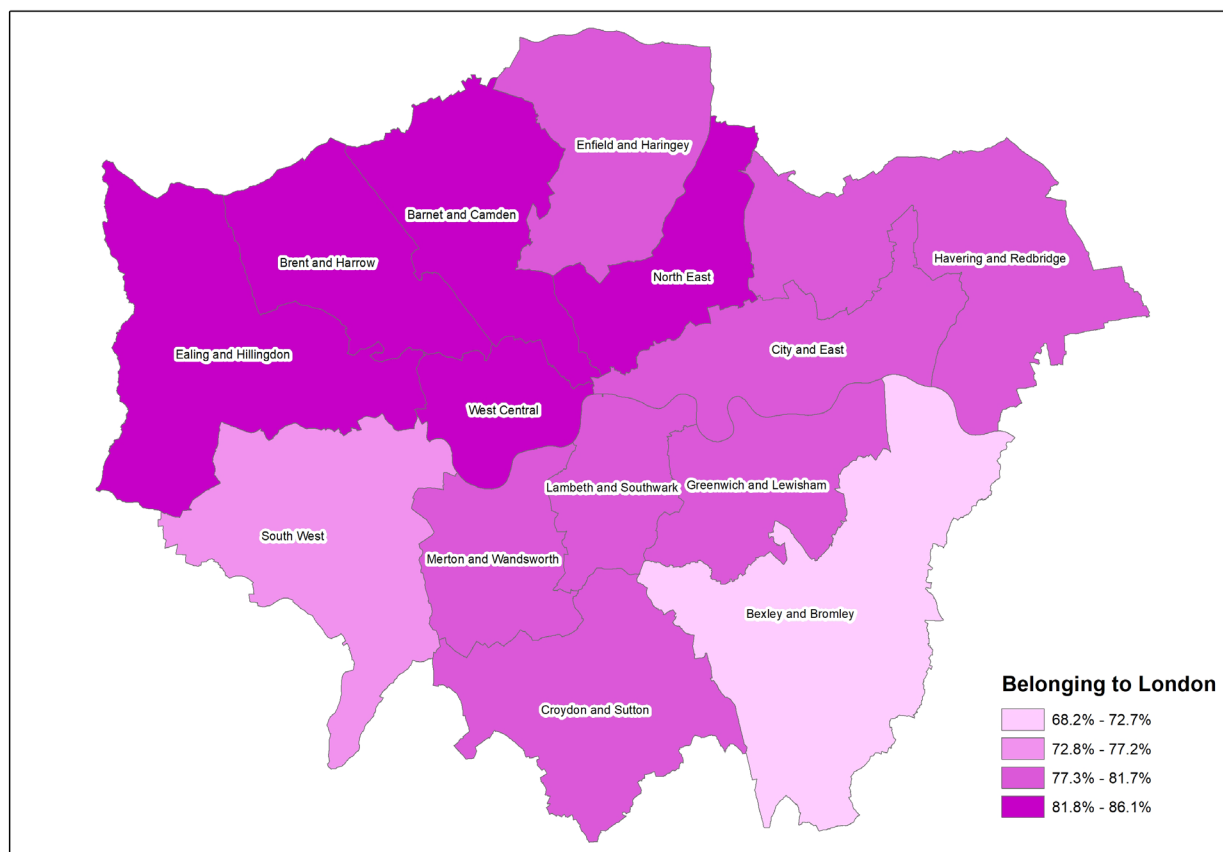 Enfield and Haringey
Barnet and Camden
Brent and Harrow
North East
Havering and Redbridge
Ealing and Hillingdon
City and East
West Central
Lambeth and Southwark
Greenwich and Lewisham
South West
Merton and Wandsworth
Bexley and Bromley
Croydon and Sutton
Belonging to London
68.2% - 72.7%
72.8% - 77.2%
77.3% - 81.7%
81.8% - 86.1%